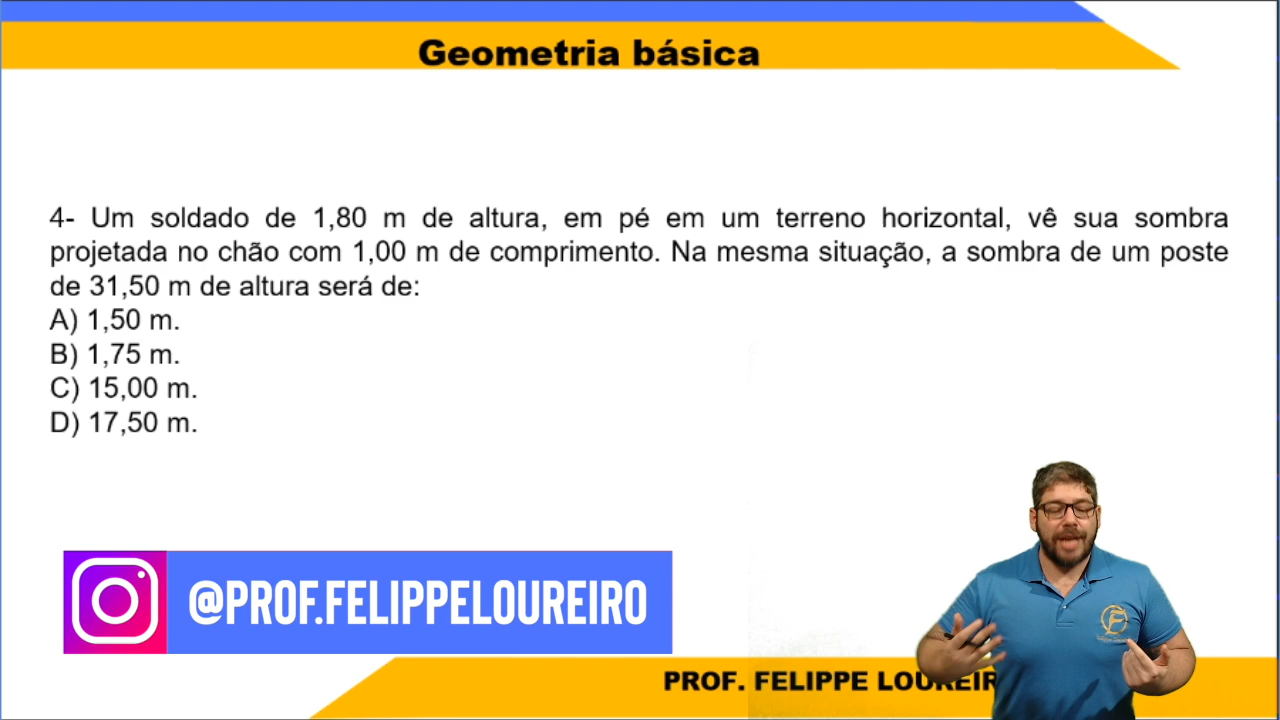 Geometria básica
4- Um soldado de 1,80 m de altura, em pé em um terreno horizontal, vê sua sombra
projetada no chão com 1,00 m de comprimento. Na mesma situação, a sombra de um poste
de 31,50 m de altura será de:
A) 1,50 m.
B) 1,75 m.
C) 15,00 m.
D) 17,50 m.
@PROF.FELIPPELOUREIRO
PROF. FELIPPE LOUREIR